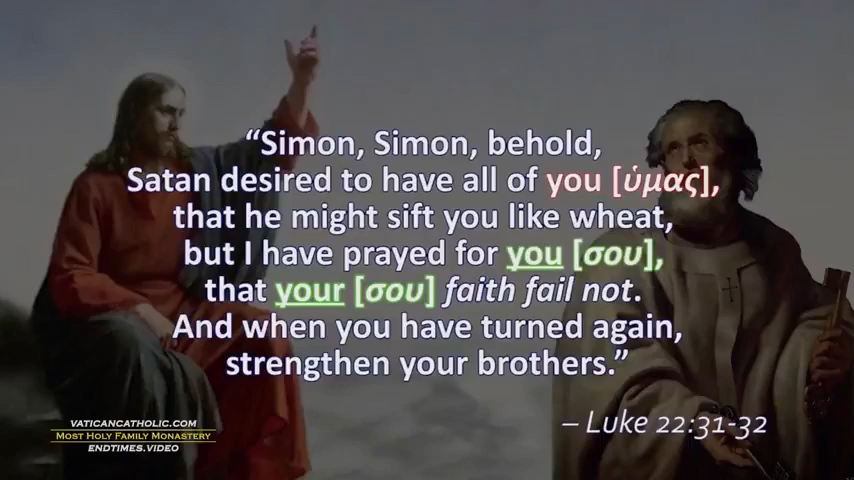 “Simon, Simon, behold,
Satan desired to have all of you [ὑμας],
that he might sift you like wheat,
but I have prayed for you [σου],
that your [σου] faith fail not.
And when you have turned again,
strengthen your brothers.”
– Luke 22:31-32
VATICANCATHOLIC.COM
MOST HOLY FAMILY MONASTERY
ENDTIMES.VIDEO